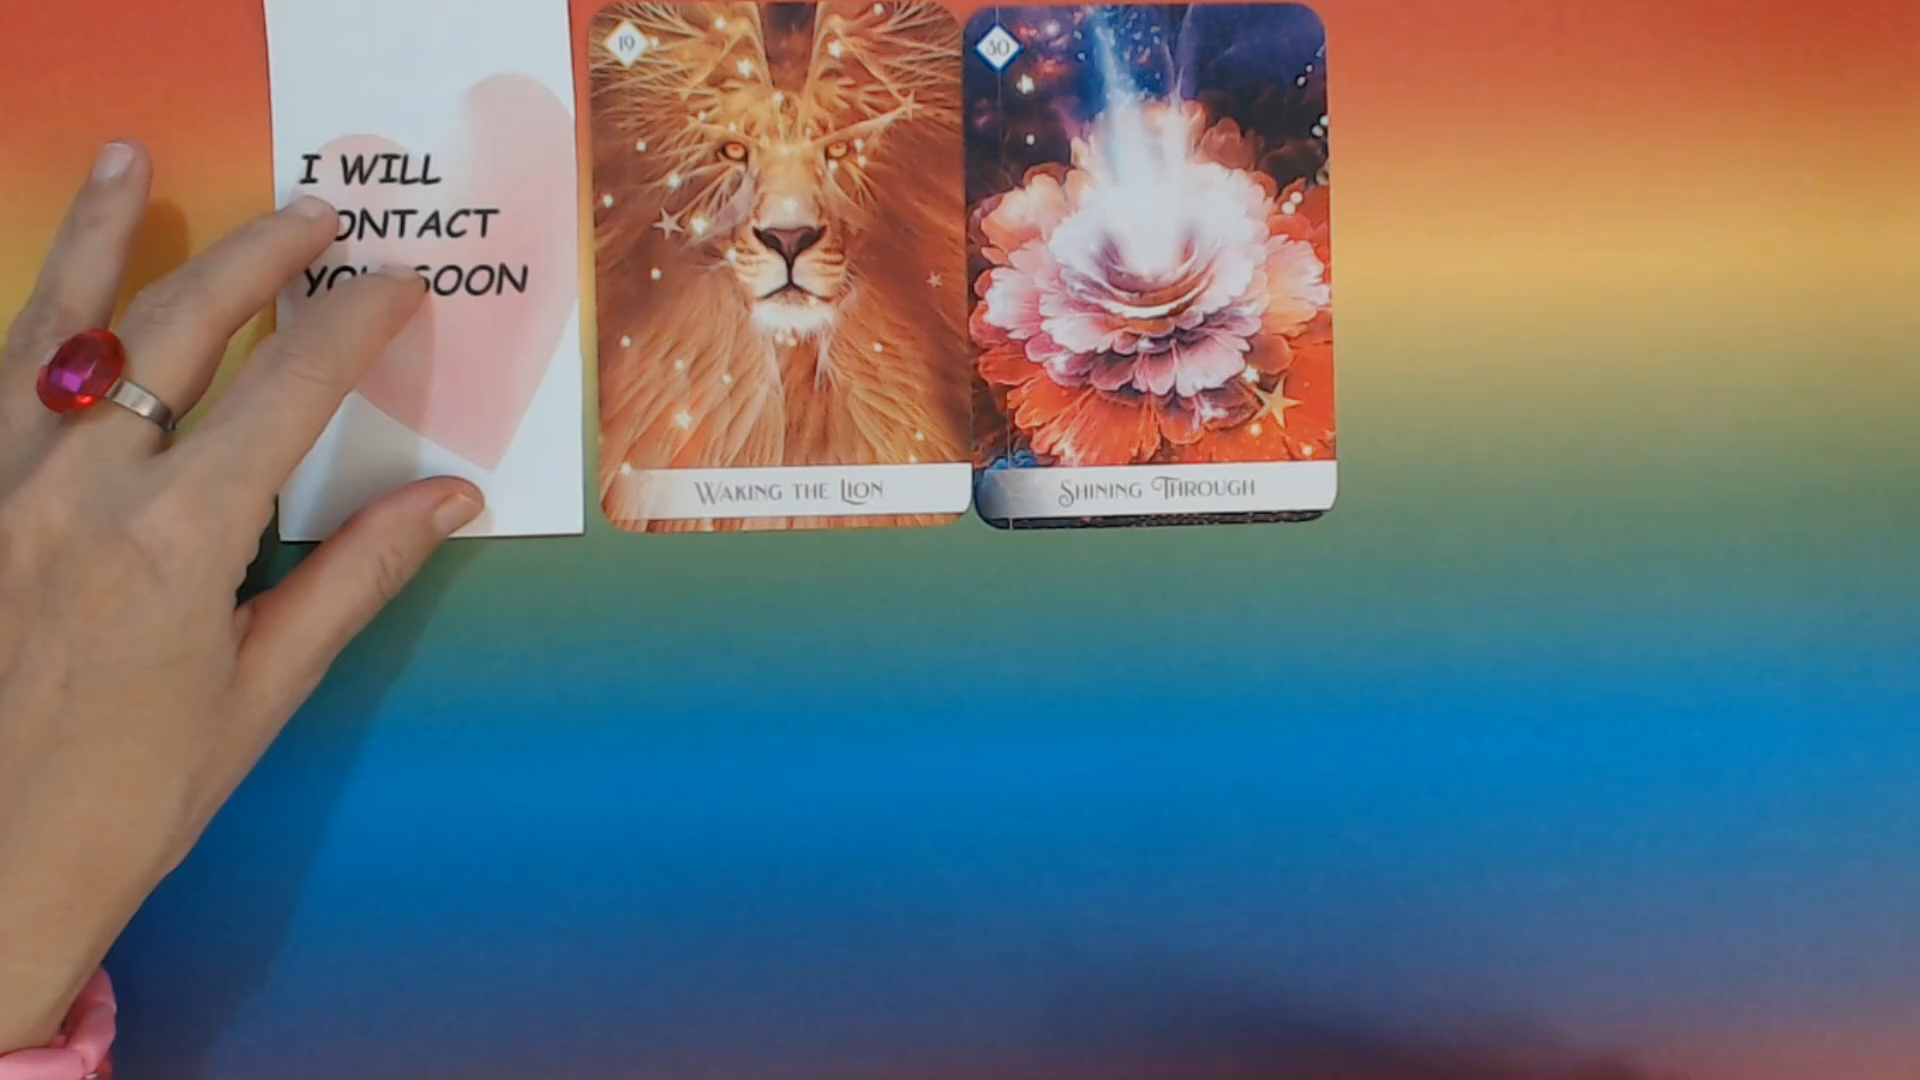 I WILL
CONTACT
YOU SOON
19
WAKING THE LION
30
SHINING THROUGH